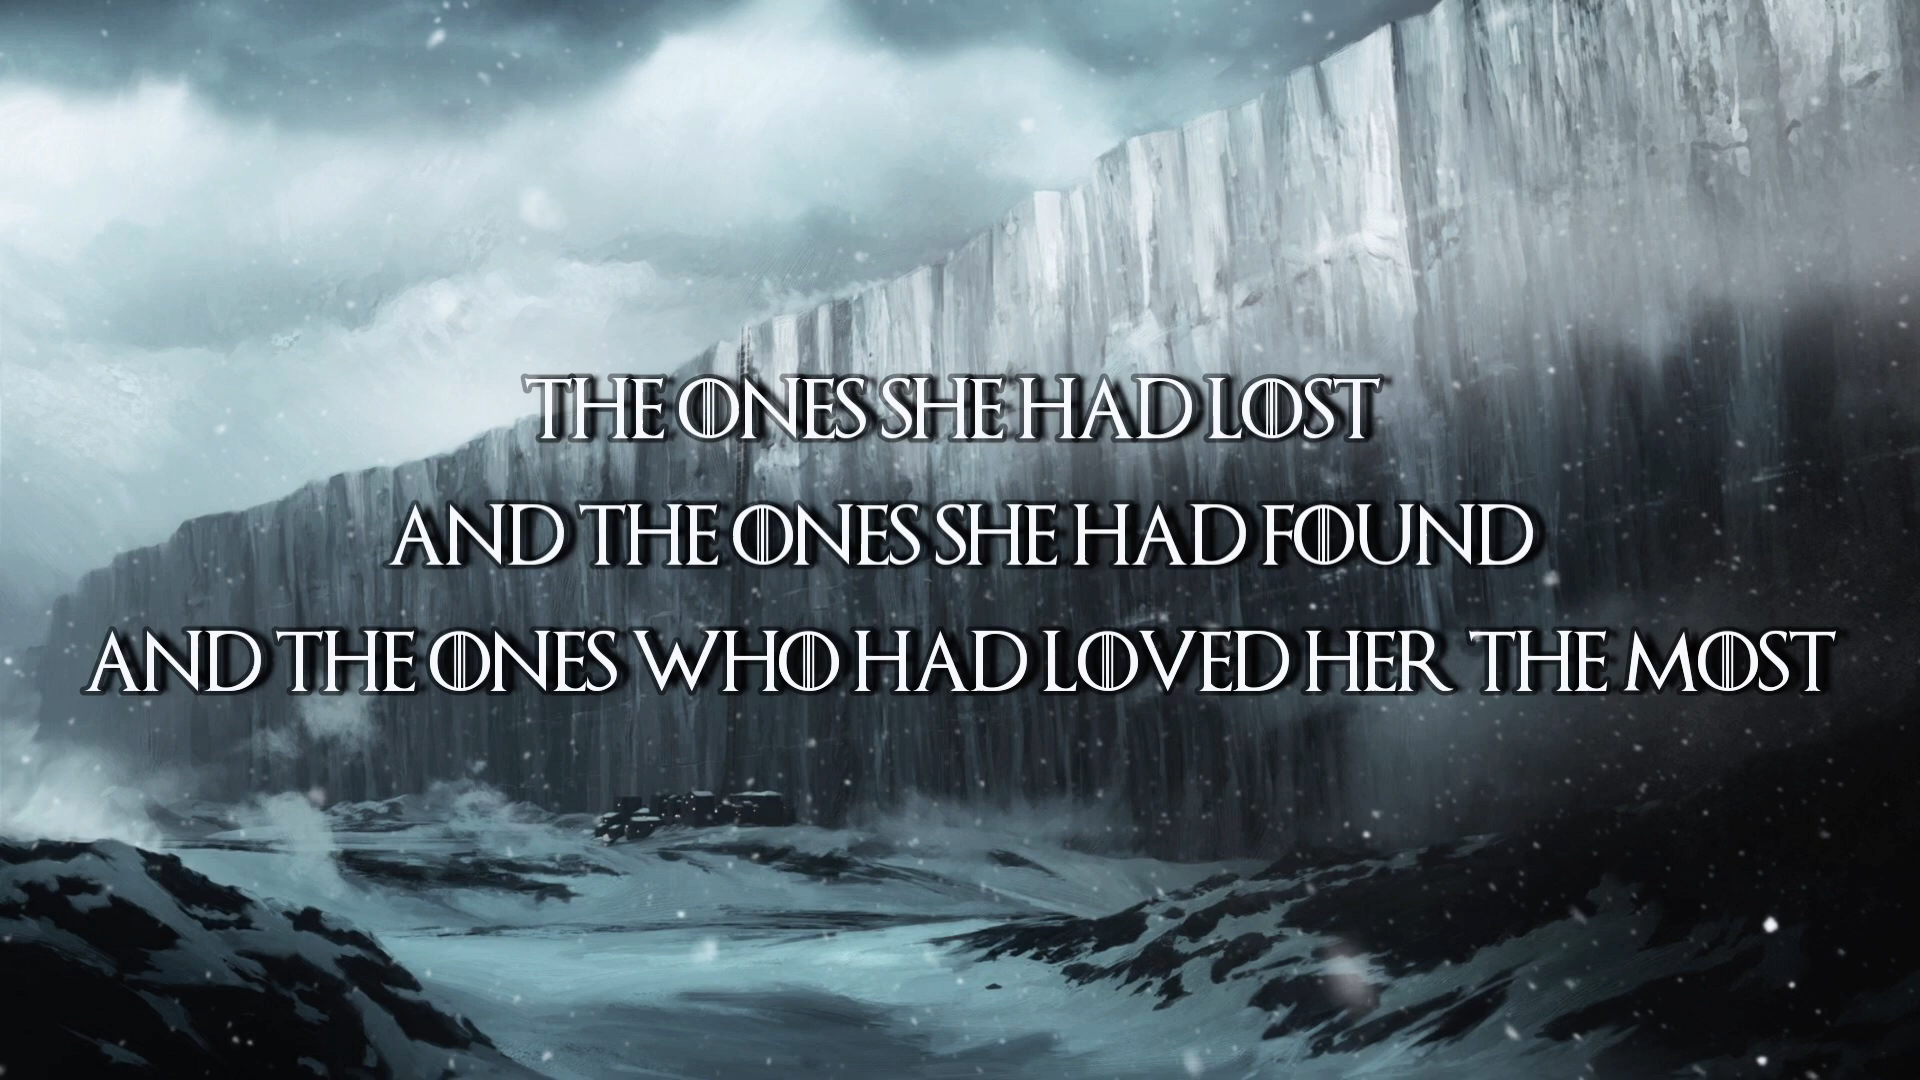 THE ONES SHE HAD LOST
AND THE ONES SHE HAD FOUND
AND THE ONES WHO HAD LOVED HER THE MOST